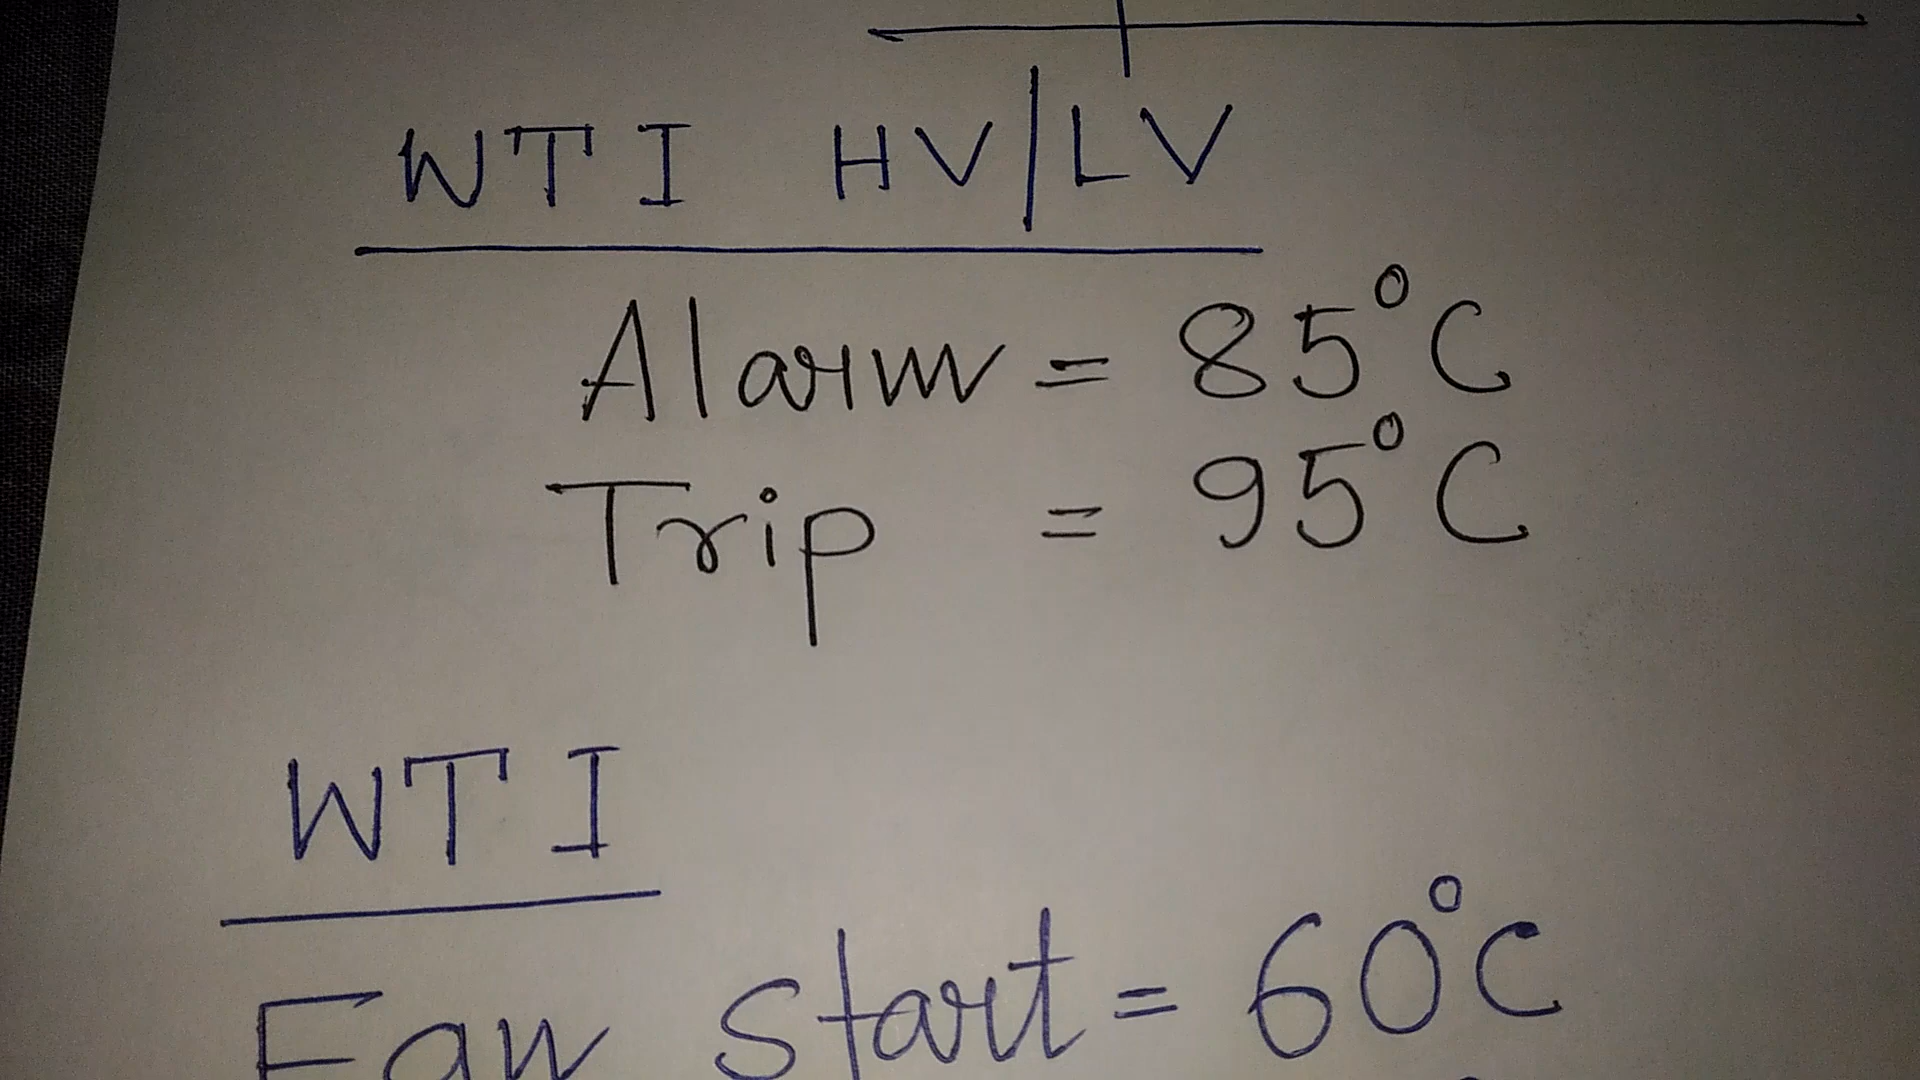 WTI HV/LV
Alarm = 85°C
Trip = 95°C
WTI
Fan Start = 60°C